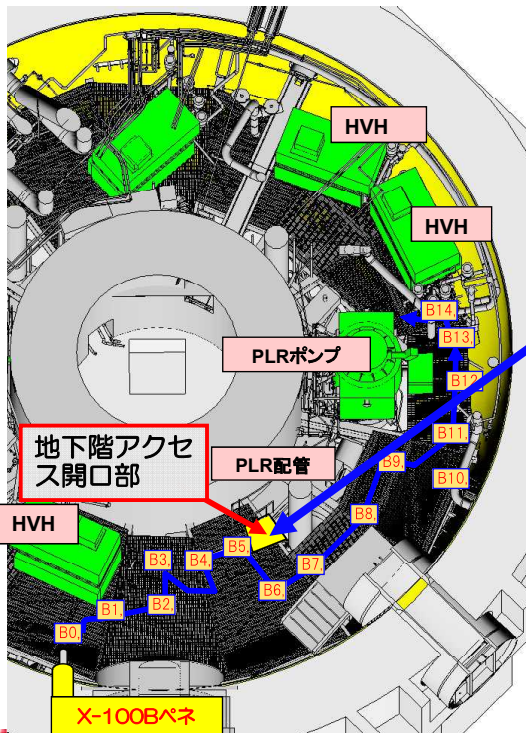 HVH
HVH
B14,
B13,
B12
PLRポンプ
B11,
地下階アクセ
ス開口部
PLR配管
B9,
B10,
B8,
HVH
B5,
B3,
B4,
B7,
B6,
B2,
B1,
B0,
X-100Bペネ